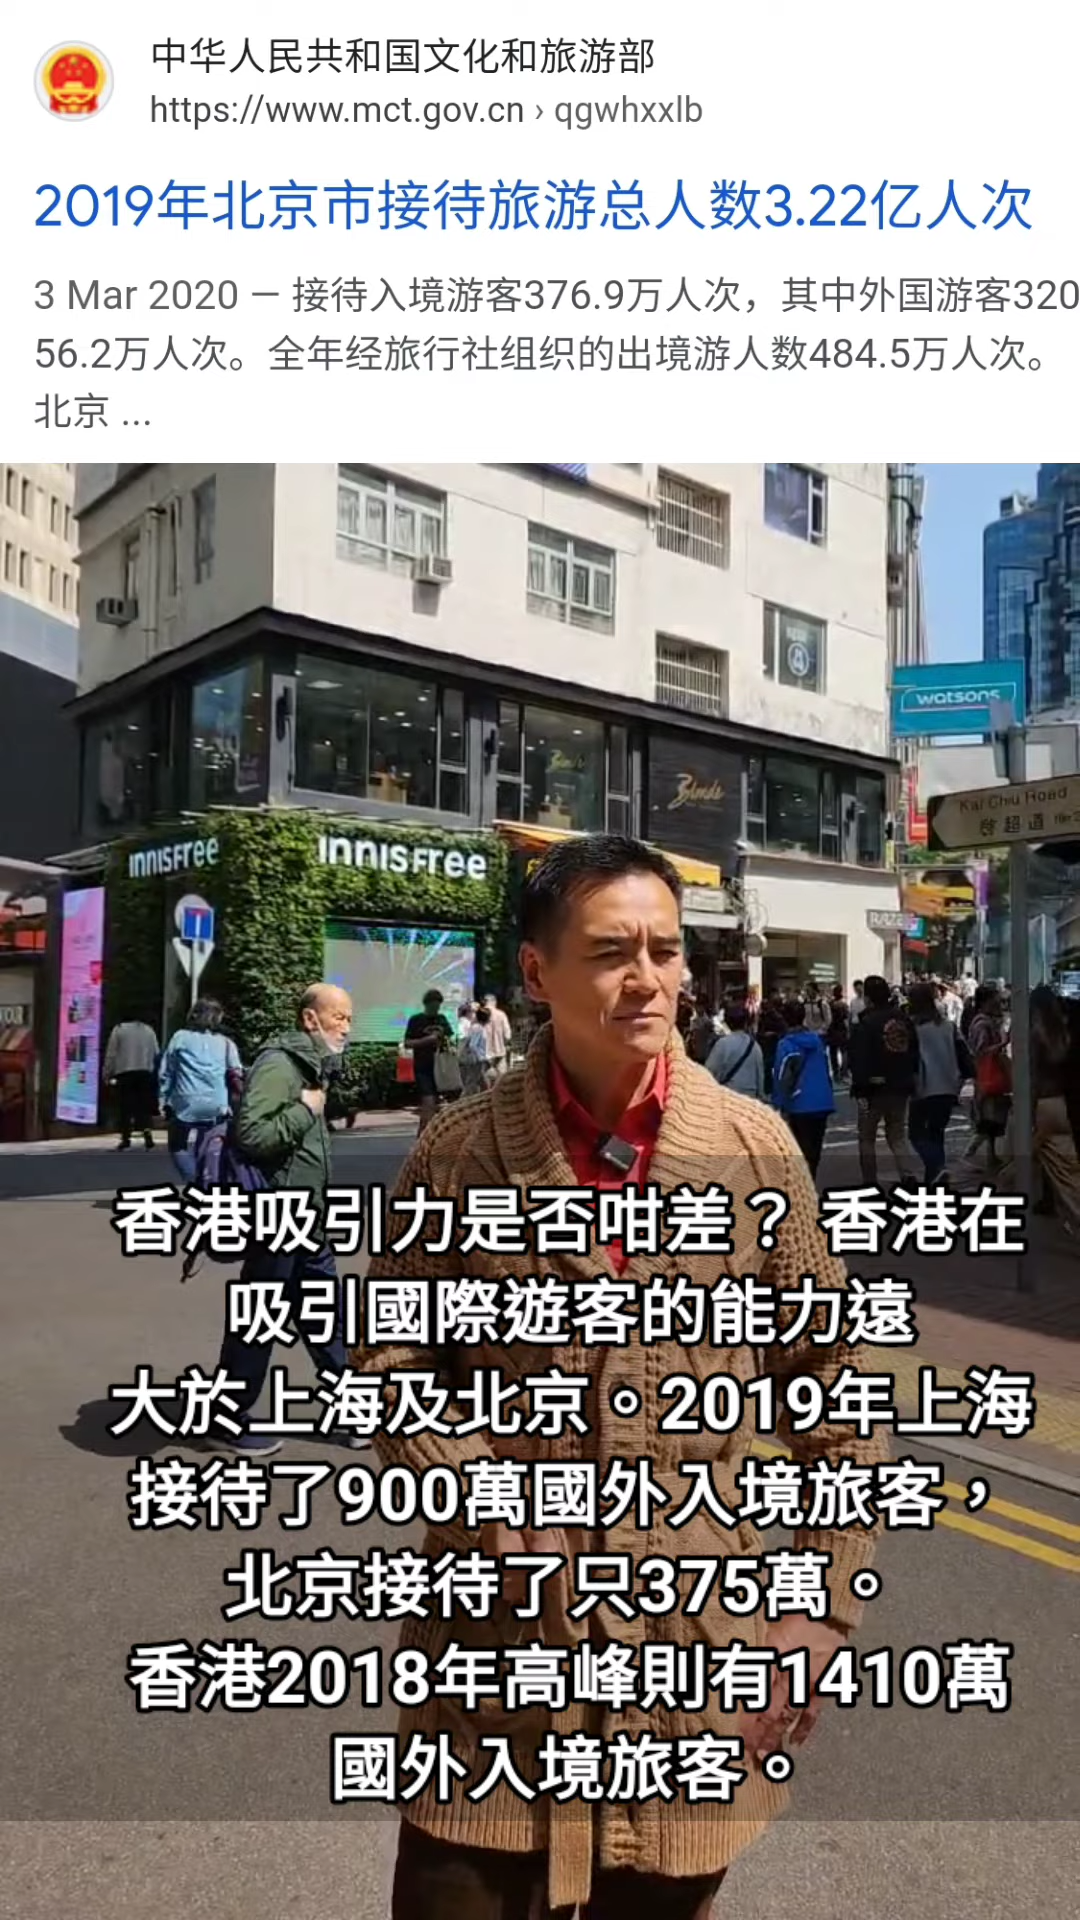 中华人民共和国文化和旅游部
https://www.mct.gov.cn › qgwhxxlb
2019年北京市接待旅游总人数3.22亿人次
3 Mar 2020 — 接待入境游客376.9万人次，其中外国游客320
56.2万人次。全年经旅行社组织的出境游人数484.5万人次。
北京 ...
watsons
Kai Chiu Road
啓超道
innisfree
innisfree
香港吸引力是否咁差？ 香港在
吸引國際遊客的能力遠
大於上海及北京。2019年上海
接待了900萬國外入境旅客，
北京接待了只375萬。
香港2018年高峰則有1410萬
國外入境旅客。